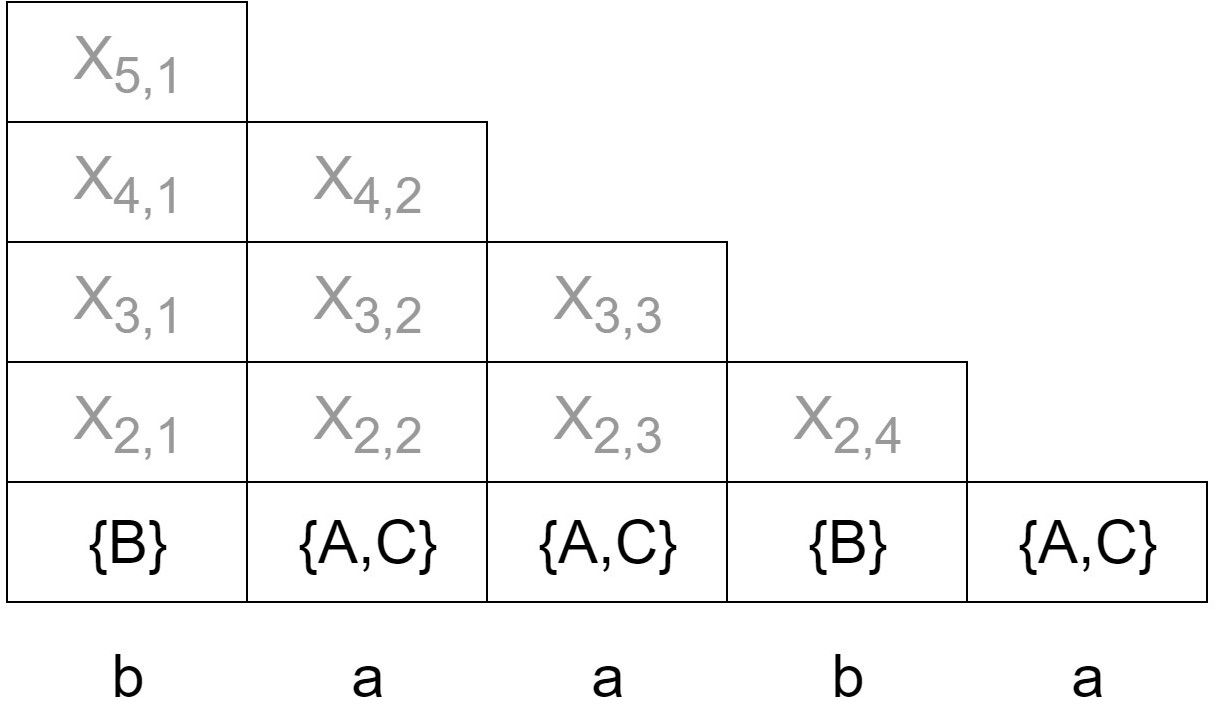 X5,1
X4,1 X4,2
X3,1 X3,2 X3,3
X2,1 X2,2 X2,3 X2,4
{B} {A,C} {A,C} {B} {A,C}
b a a b a